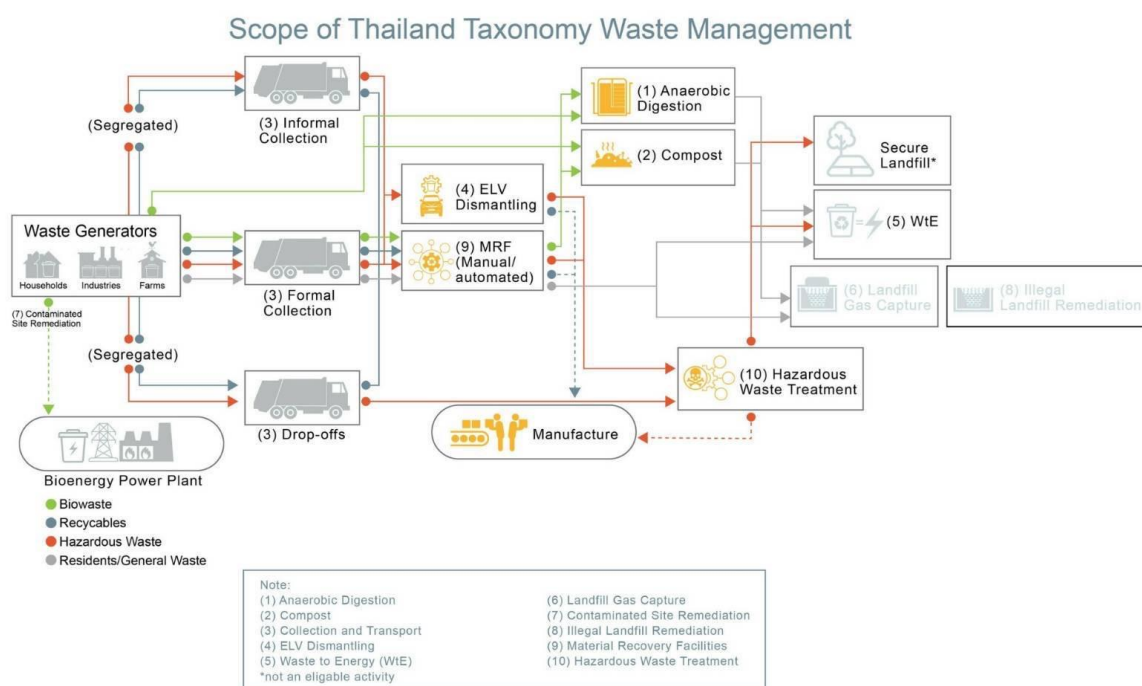 Scope of Thailand Taxonomy Waste Management
(Segregated)
(3) Informal
Collection
(1) Anaerobic
Digestion
(2) Compost
Secure
Landfill*
(4) ELV
Dismantling
Waste Generators
Households
Industries
Farms
(3) Formal
Collection
(9) MRF
(Manual/
automated)
(5) WtE
(6) Landfill
Gas Capture
(8) Illegal
Landfill Remediation
(7) Contaminated
Site Remediation
(Segregated)
(3) Drop-offs
(10) Hazardous
Waste Treatment
Manufacture
Bioenergy Power Plant
Biowaste
Recycables
Hazardous Waste
Residents/General Waste
Note:
(1) Anaerobic Digestion
(2) Compost
(3) Collection and Transport
(4) ELV Dismantling
(5) Waste to Energy (WtE)
*not an eligable activity
(6) Landfill Gas Capture
(7) Contaminated Site Remediation
(8) Illegal Landfill Remediation
(9) Material Recovery Facilities
(10) Hazardous Waste Treatment